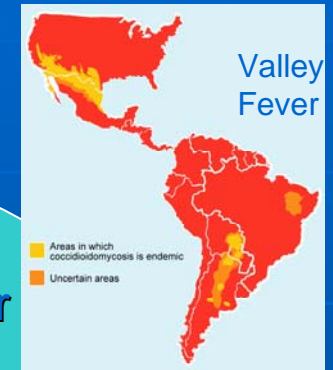 Valley
Fever
Areas in which
coccidioidomycosis is endemic
Uncertain areas
r